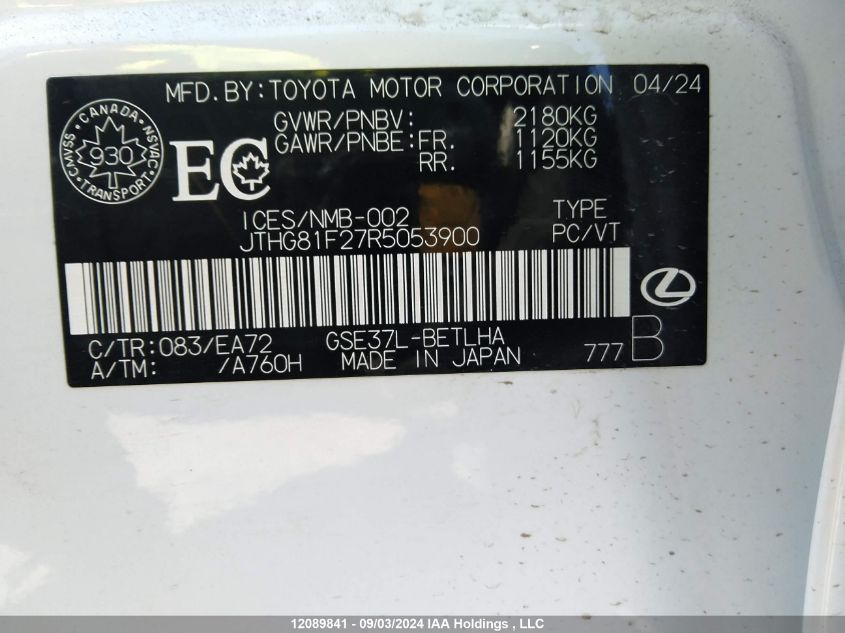 MFD.BY:TOYOTA MOTOR CORPORATION 04/24
GVWR/PNBV: 2180KG
GAWR/PNBE:FR. 1120KG
RR. 1155KG
CANADA
CMVSS NSVAC
930
TRANSPORT
EC
ICES/NMB-002 TYPE
JTHG81F27R5053900 PC/VT
C/TR:083/EA72 GSE37L-BETLHA
A/TM: /A760H MADE IN JAPAN 777 B
12089841 - 09/03/2024 IAA Holdings , LLC